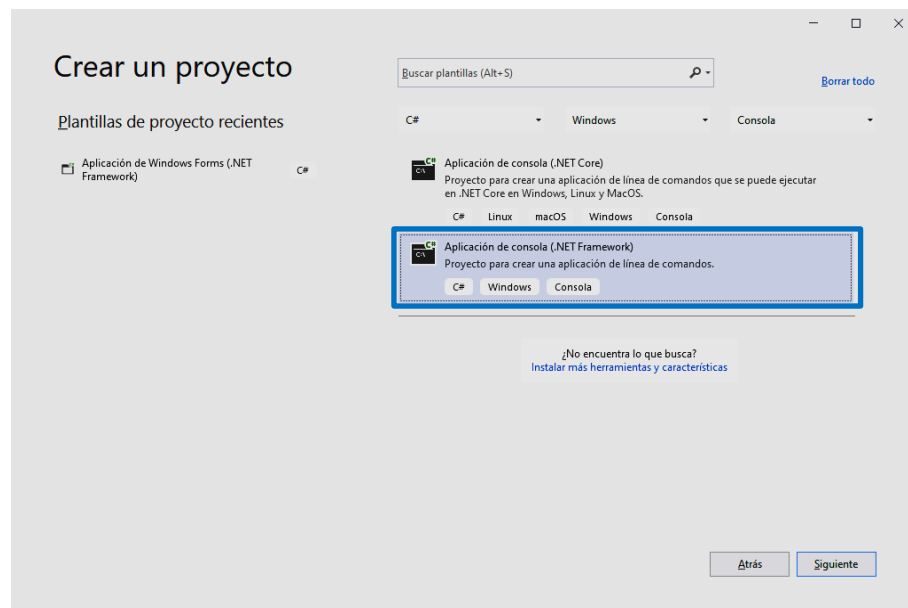 Crear un proyecto
Buscar plantillas (Alt+S)
Borrar todo
Plantillas de proyecto recientes
C# Windows Consola
Aplicación de Windows Forms (.NET
Framework)
C#
C#
C:\
Aplicación de consola (.NET Core)
Proyecto para crear una aplicación de línea de comandos que se puede ejecutar
en .NET Core en Windows, Linux y MacOS.
C# Linux macOS Windows Consola
C#
C:\
Aplicación de consola (.NET Framework)
Proyecto para crear una aplicación de línea de comandos.
C# Windows Consola
¿No encuentra lo que busca?
Instalar más herramientas y características
Atrás Siguiente